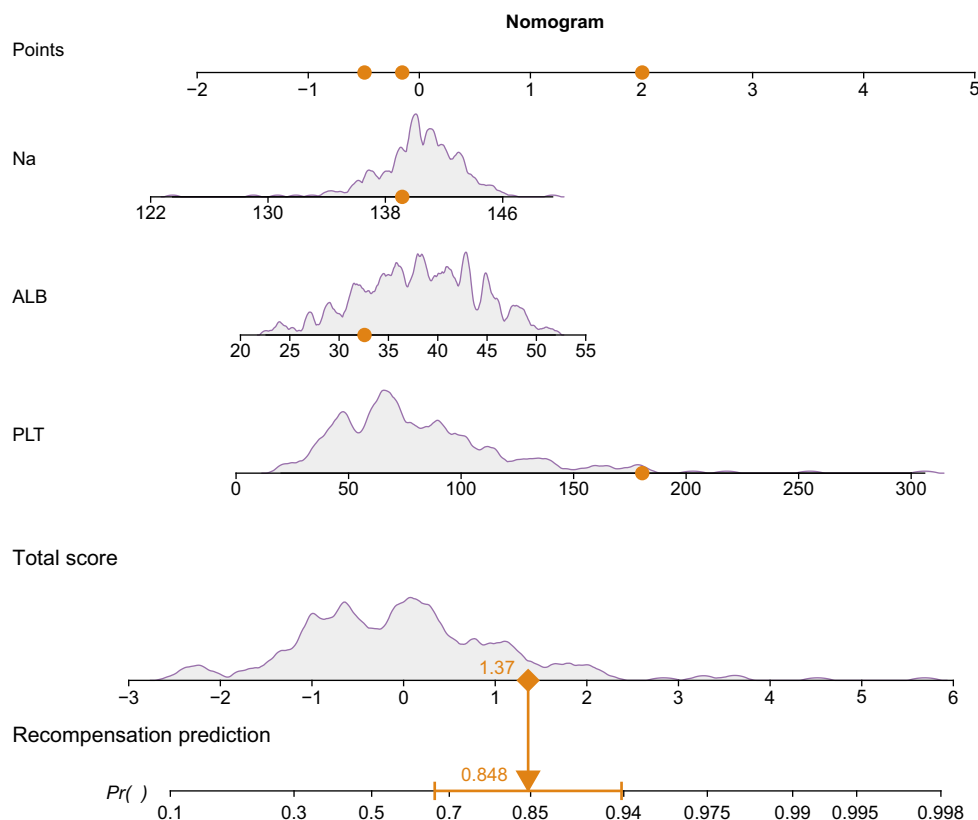 Nomogram
Points
−2 −1 0 1 2 3 4 5
Na
122 130 138 146
ALB
20 25 30 35 40 45 50 55
PLT
0 50 100 150 200 250 300
Total score
1.37
−3 −2 −1 0 1 2 3 4 5 6
Recompensation prediction
0.848
Pr( )
0.1 0.3 0.5 0.7 0.85 0.94 0.975 0.99 0.995 0.998